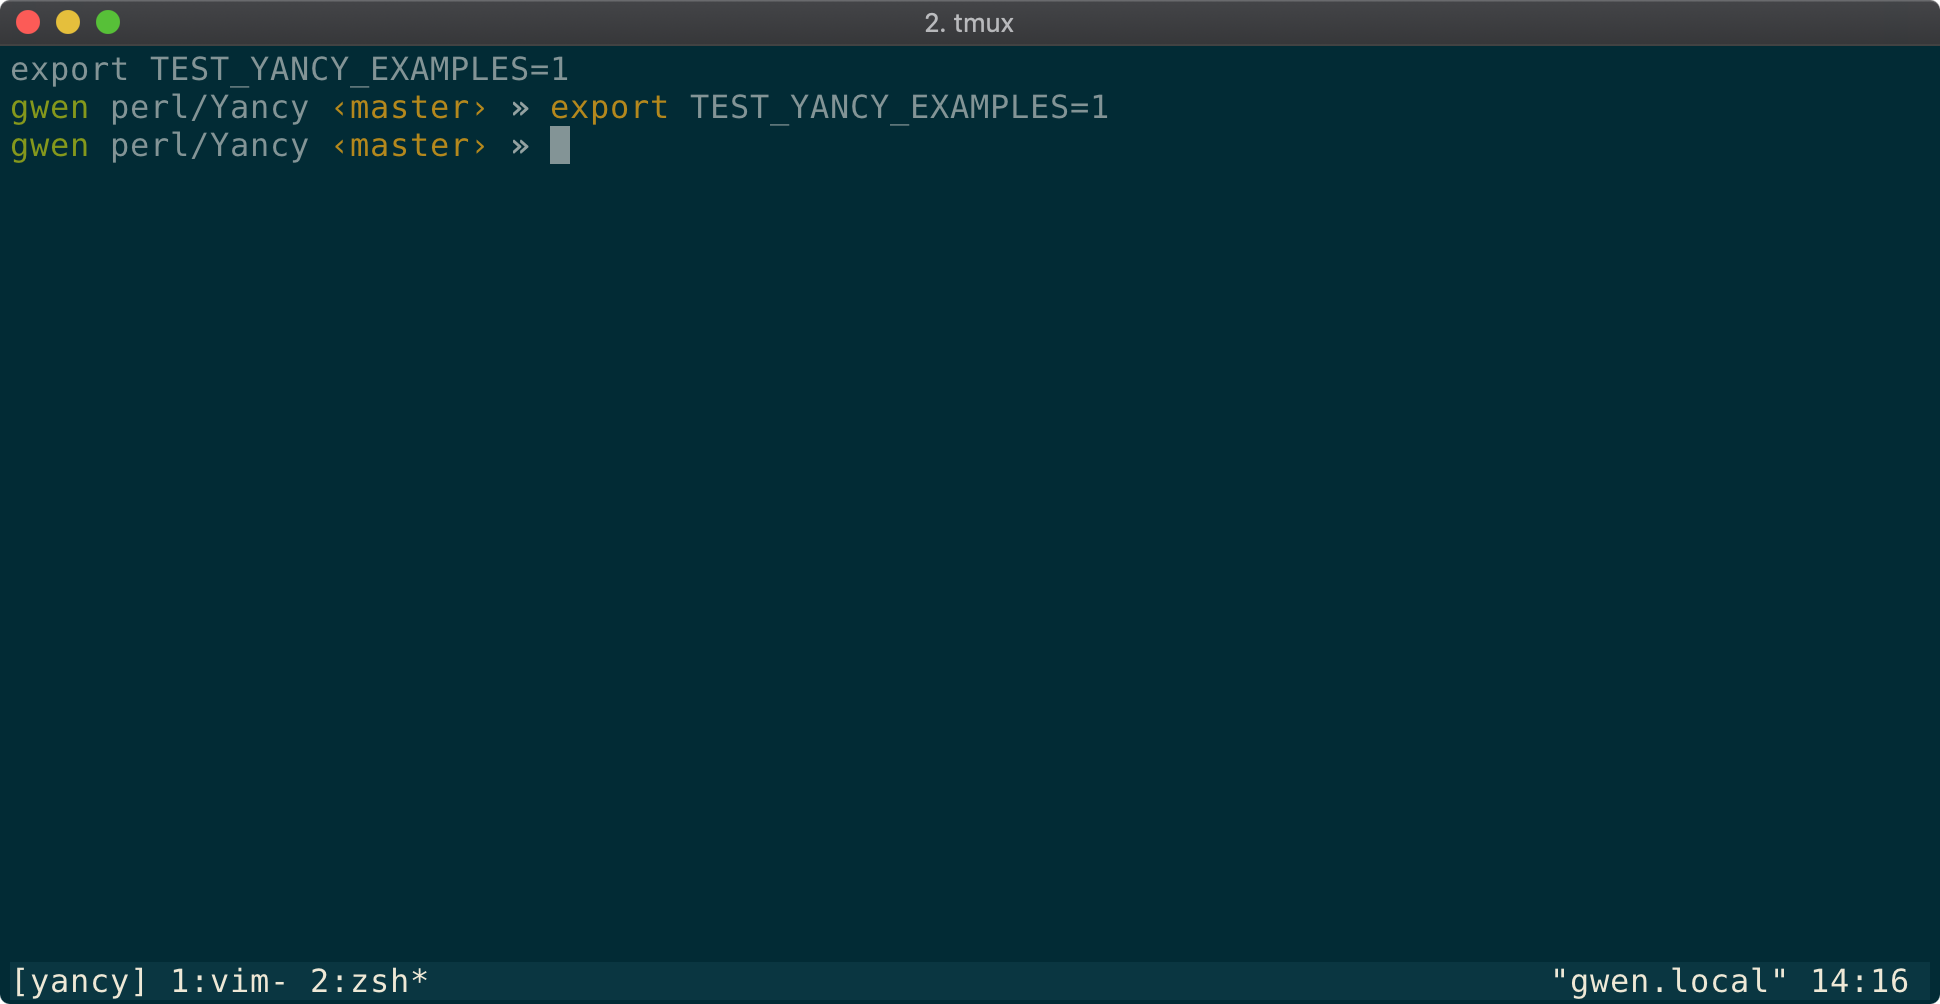 2. tmux
export TEST_YANCY_EXAMPLES=1
gwen perl/Yancy ‹master› » export TEST_YANCY_EXAMPLES=1
gwen perl/Yancy ‹master› »
[yancy] 1:vim- 2:zsh* "gwen.local" 14:16